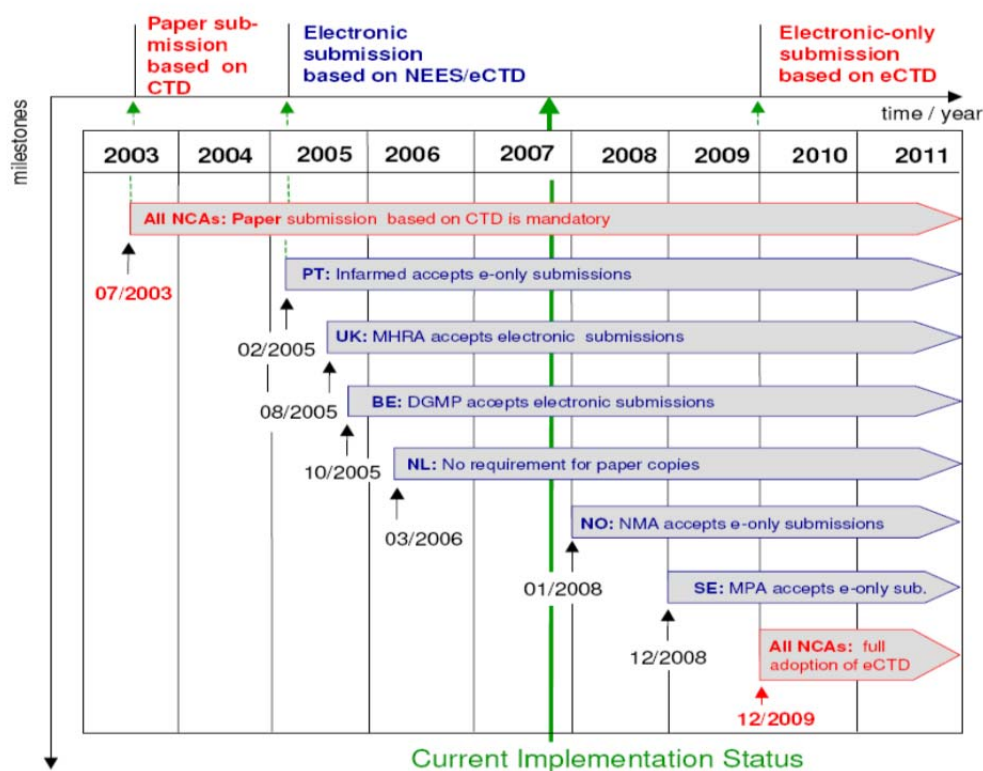 Paper sub-
mission
based on
CTD
Electronic
submission
based on NEES/eCTD
Electronic-only
submission
based on eCTD
time / year
milestones
2003 2004 2005 2006 2007 2008 2009 2010 2011
All NCAs: Paper submission based on CTD is mandatory
07/2003
PT: Infarmed accepts e-only submissions
02/2005
UK: MHRA accepts electronic submissions
08/2005
BE: DGMP accepts electronic submissions
10/2005
NL: No requirement for paper copies
03/2006
NO: NMA accepts e-only submissions
01/2008
SE: MPA accepts e-only sub.
12/2008
All NCAs: full
adoption of eCTD
12/2009
Current Implementation Status